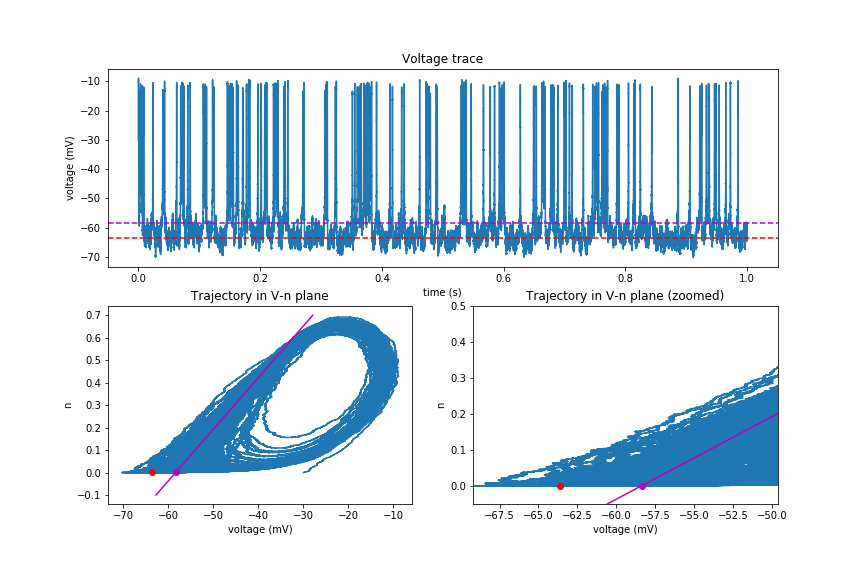 Voltage trace
voltage (mV)
−10
−20
−30
−40
−50
−60
−70
0.0 0.2 0.4 0.6 0.8 1.0
time (s)
Trajectory in V-n plane
n
0.7
0.6
0.5
0.4
0.3
0.2
0.1
0.0
−0.1
−70 −60 −50 −40 −30 −20 −10
voltage (mV)
Trajectory in V-n plane (zoomed)
n
0.5
0.4
0.3
0.2
0.1
0.0
−67.5 −65.0 −62.5 −60.0 −57.5 −55.0 −52.5 −50.0
voltage (mV)